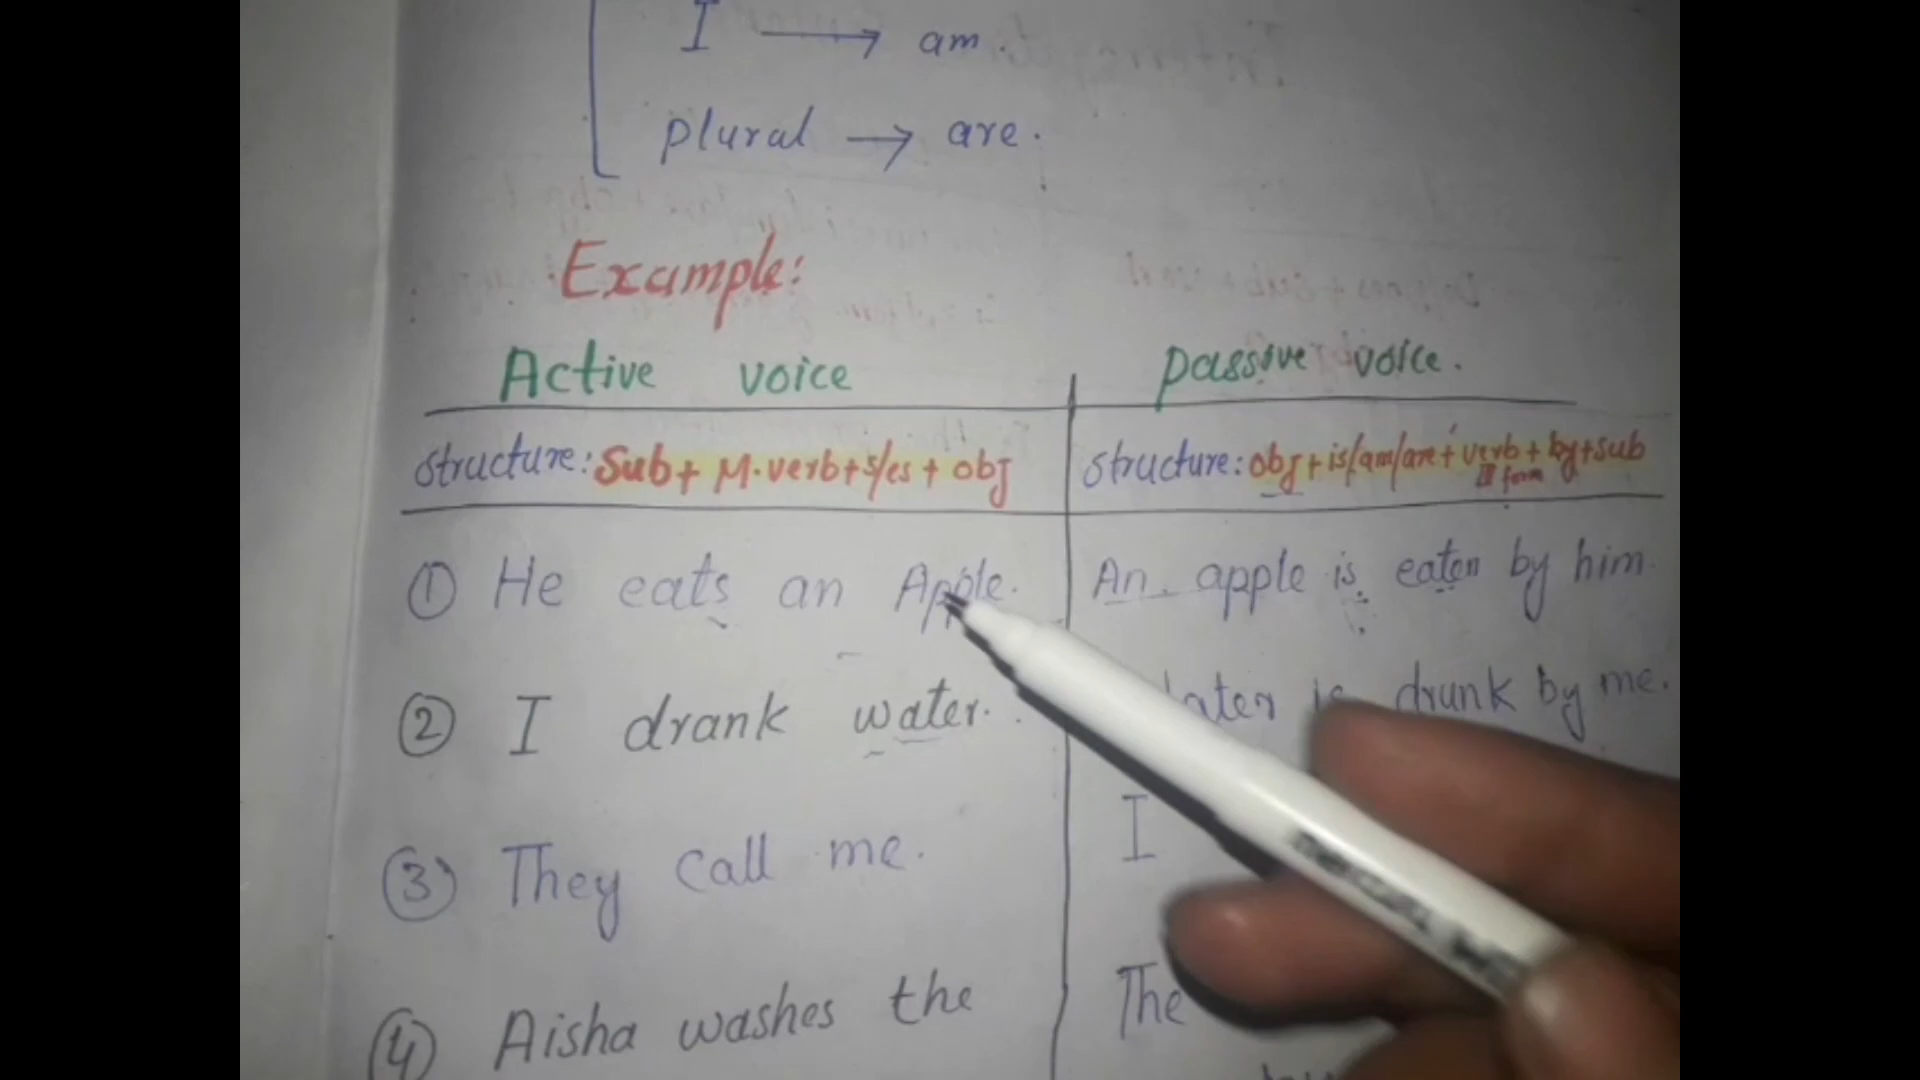 I → am.
plural → are.
Example:
Active voice
passive voice.
structure: Sub + M.verb+s/es + obj
structure: obj+is/am/are+verb+by+sub
III form
① He eats an Apple.
An apple is eaten by him.
② I drank water.
is drunk by me.
③ They call me.
I
④ Aisha washes the
The